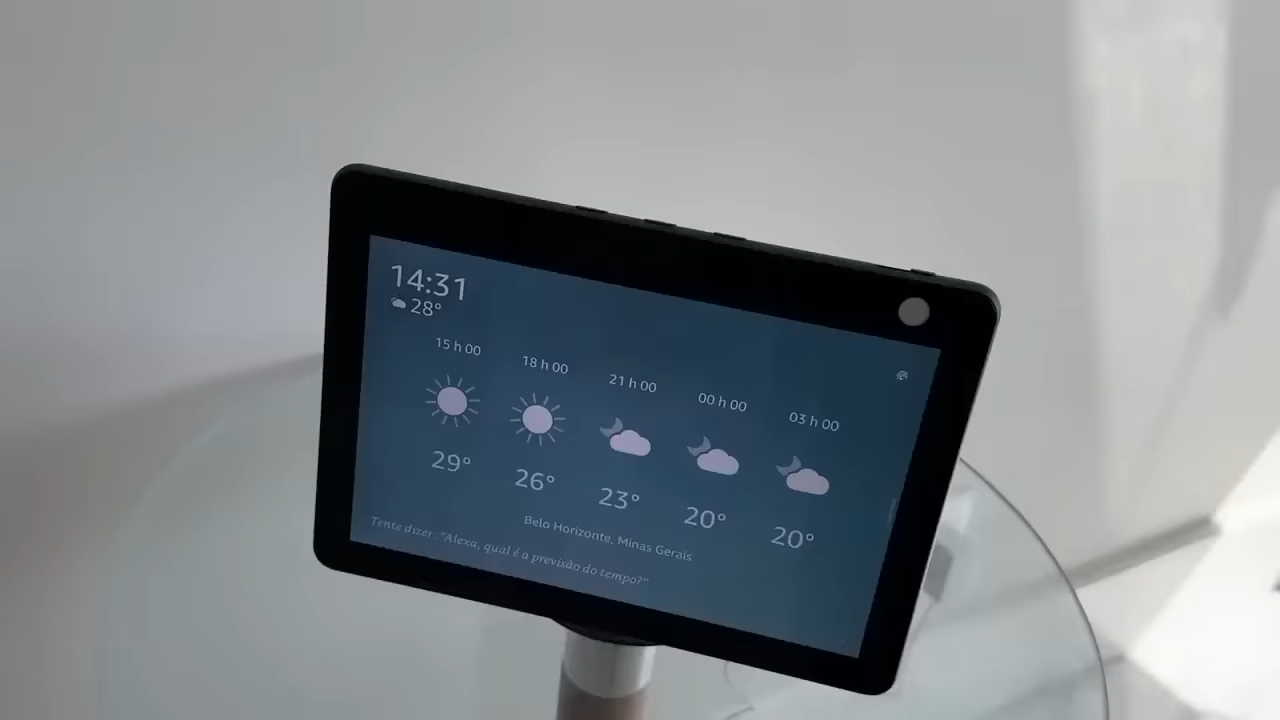 14:31
28°
15 h 00 18 h 00 21 h 00 00 h 00 03 h 00
29° 26° 23° 20° 20°
Belo Horizonte, Minas Gerais
Tente dizer: "Alexa, qual é a previsão do tempo?"